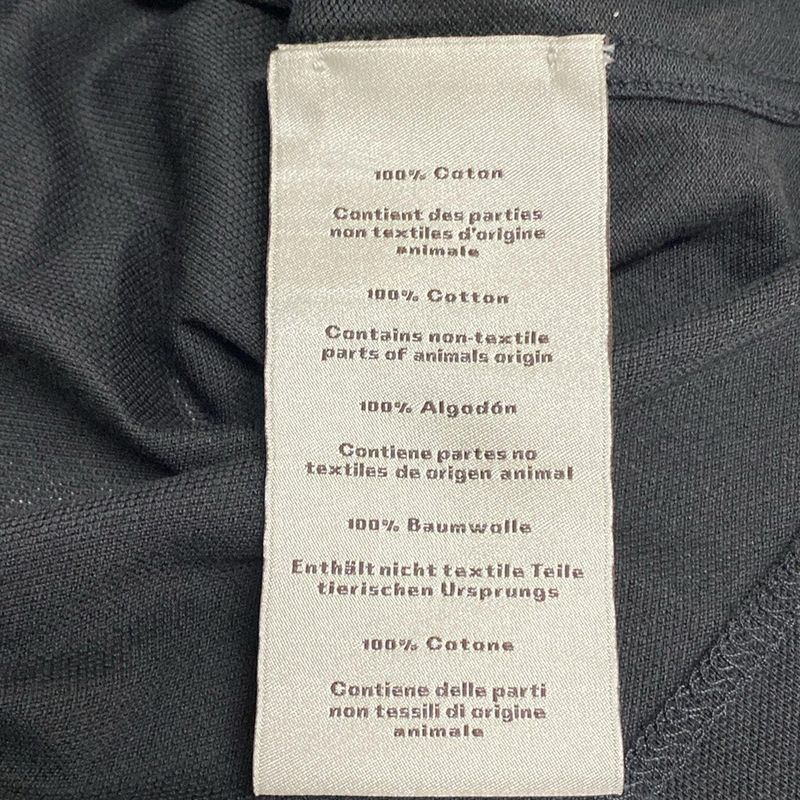 100% Coton
Contient des parties
non textiles d'origine
animale
100% Cotton
Contains non-textile
parts of animals origin
100% Algodón
Contiene partes no
textiles de origen animal
100% Baumwolle
Enthält nicht textile Teile
tierischen Ursprungs
100% Cotone
Contiene delle parti
non tessili di origine
animale